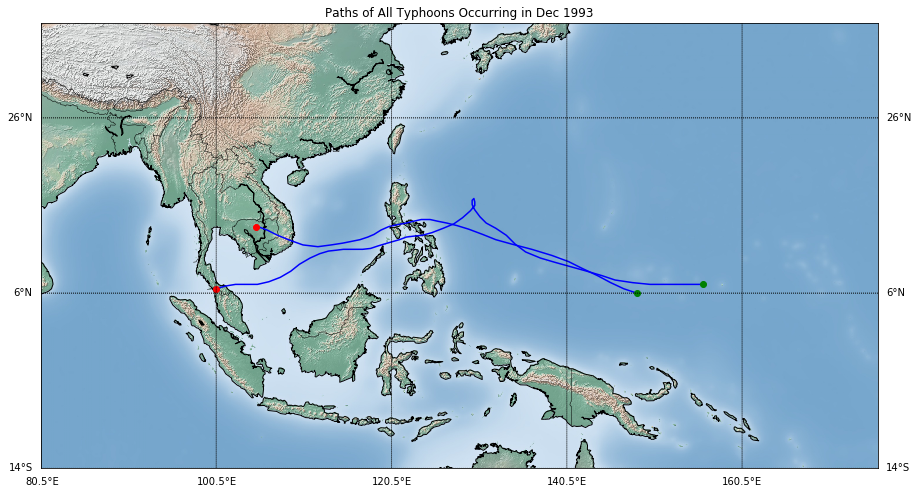 Paths of All Typhoons Occurring in Dec 1993
26°N 26°N
6°N 6°N
14°S 14°S
80.5°E 100.5°E 120.5°E 140.5°E 160.5°E